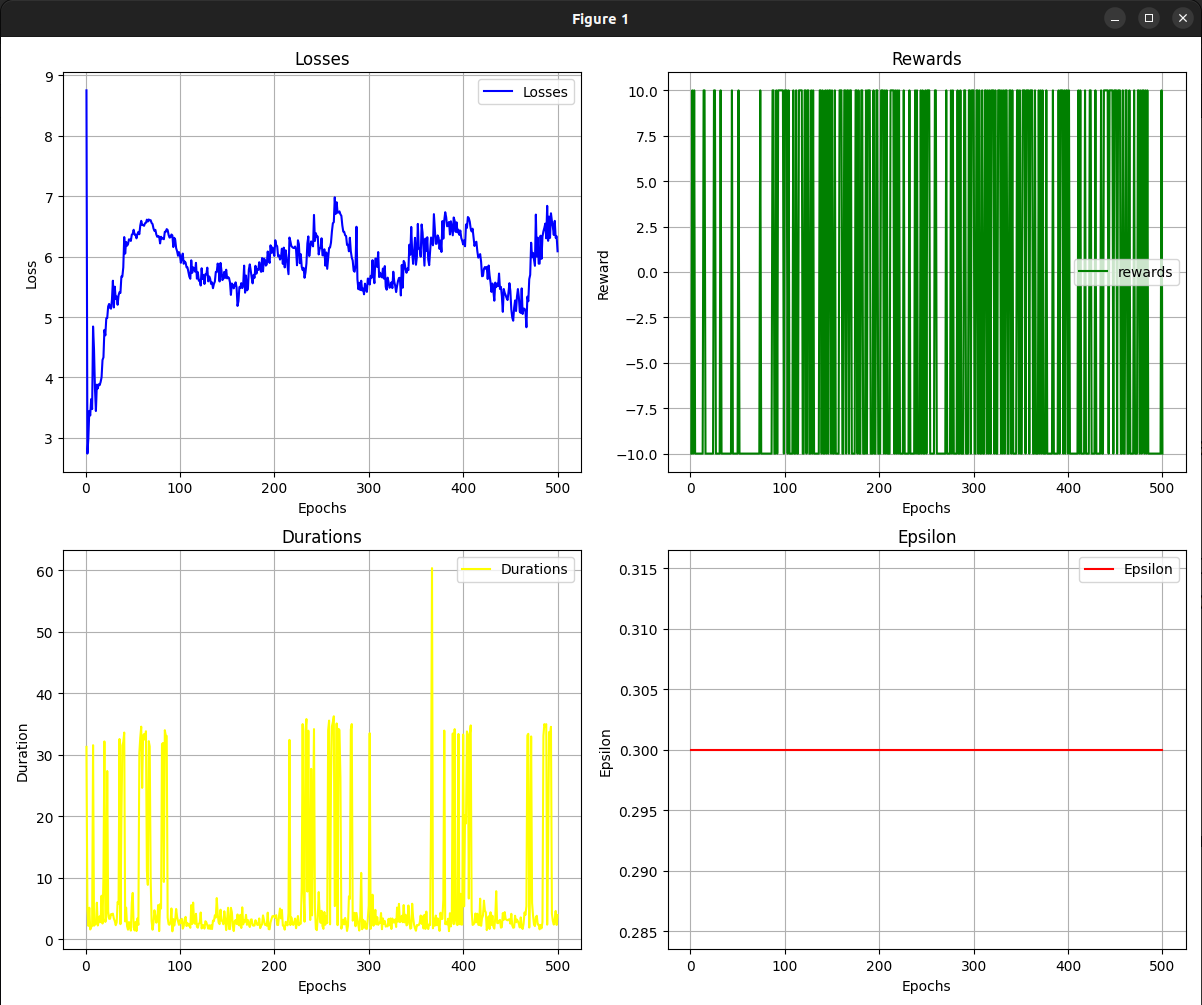 Figure 1
Losses
9
8
7
6
5
4
3
Loss
Losses
0 100 200 300 400 500
Epochs
Rewards
10.0
7.5
5.0
2.5
0.0
−2.5
−5.0
−7.5
−10.0
Reward
rewards
0 100 200 300 400 500
Epochs
Durations
60
50
40
30
20
10
0
Duration
Durations
0 100 200 300 400 500
Epochs
Epsilon
0.315
0.310
0.305
0.300
0.295
0.290
0.285
Epsilon
Epsilon
0 100 200 300 400 500
Epochs